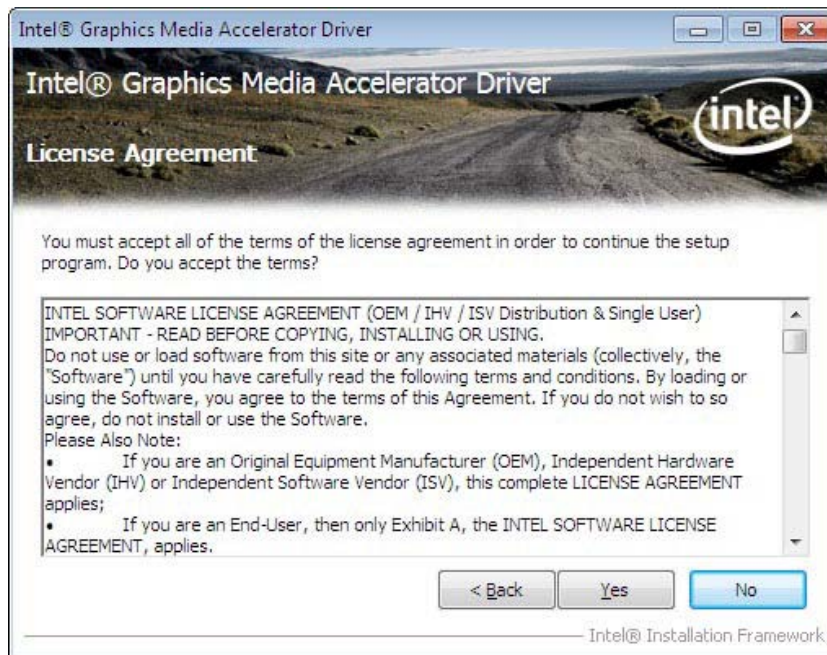 Intel® Graphics Media Accelerator Driver
Intel® Graphics Media Accelerator Driver
intel
License Agreement
You must accept all of the terms of the license agreement in order to continue the setup
program. Do you accept the terms?
INTEL SOFTWARE LICENSE AGREEMENT (OEM / IHV / ISV Distribution & Single User)
IMPORTANT - READ BEFORE COPYING, INSTALLING OR USING.
Do not use or load software from this site or any associated materials (collectively, the
"Software") until you have carefully read the following terms and conditions. By loading or
using the Software, you agree to the terms of this Agreement. If you do not wish to so
agree, do not install or use the Software.
Please Also Note:
• If you are an Original Equipment Manufacturer (OEM), Independent Hardware
Vendor (IHV) or Independent Software Vendor (ISV), this complete LICENSE AGREEMENT
applies;
• If you are an End-User, then only Exhibit A, the INTEL SOFTWARE LICENSE
AGREEMENT, applies.
< Back
Yes
No
Intel® Installation Framework